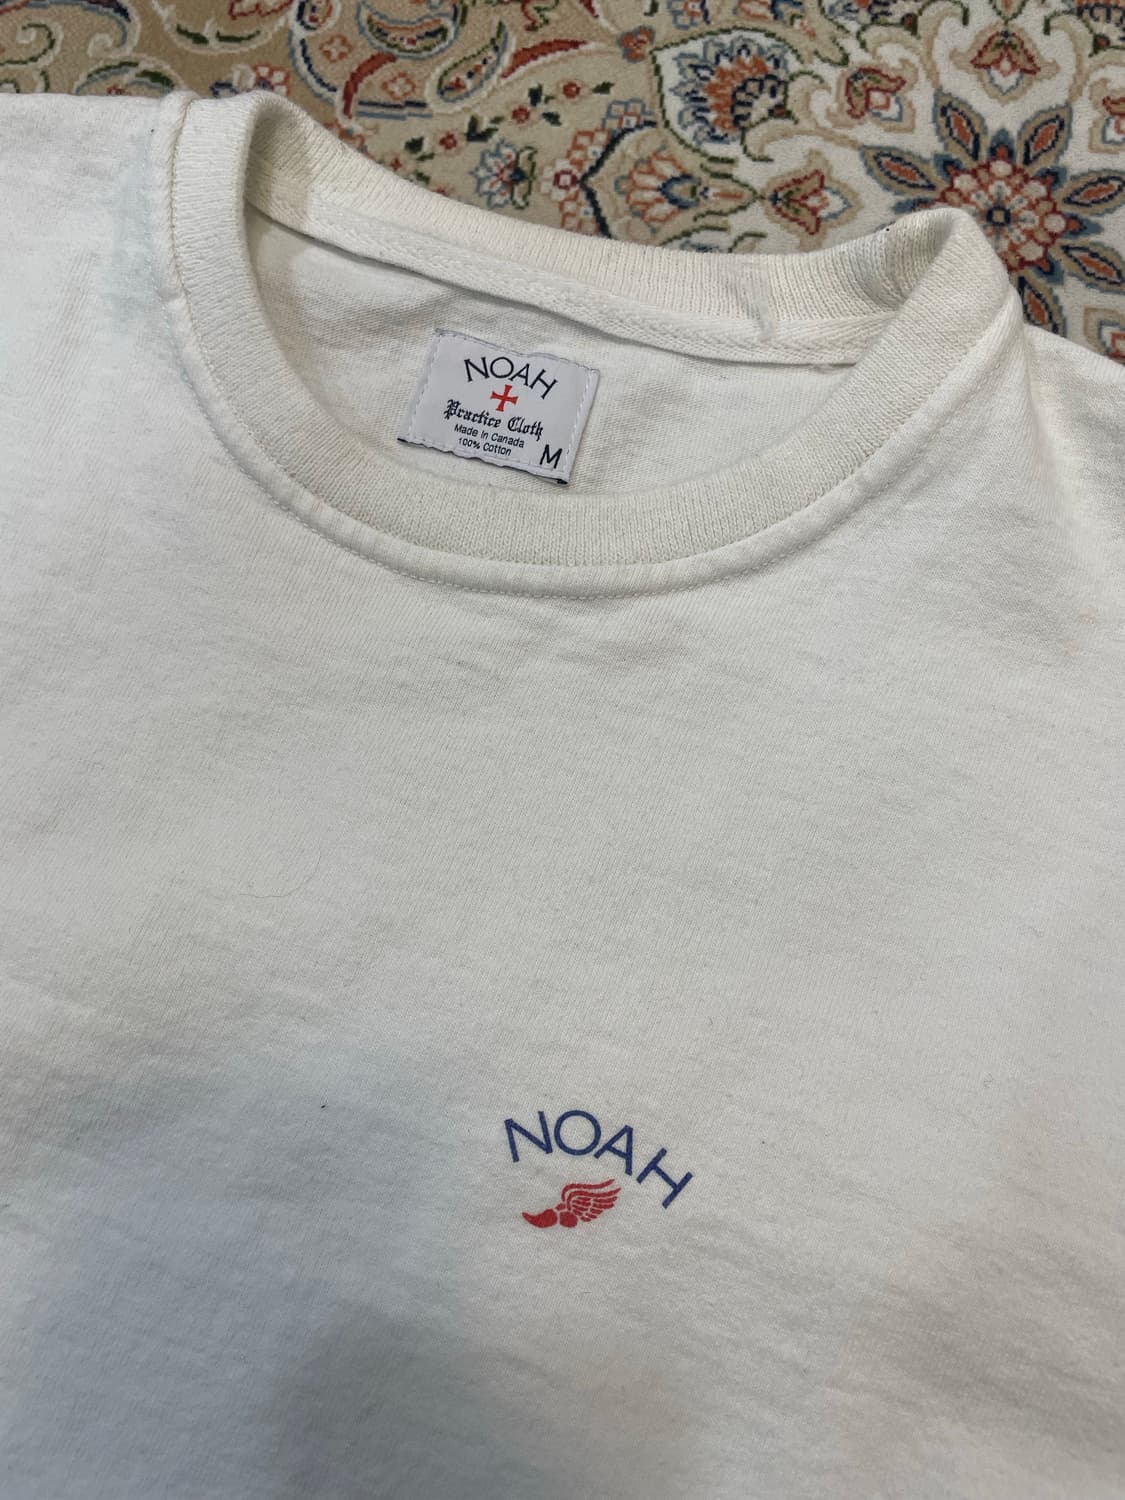 NOAH
Practice Cloth
Made in Canada
100% Cotton
M
NOAH